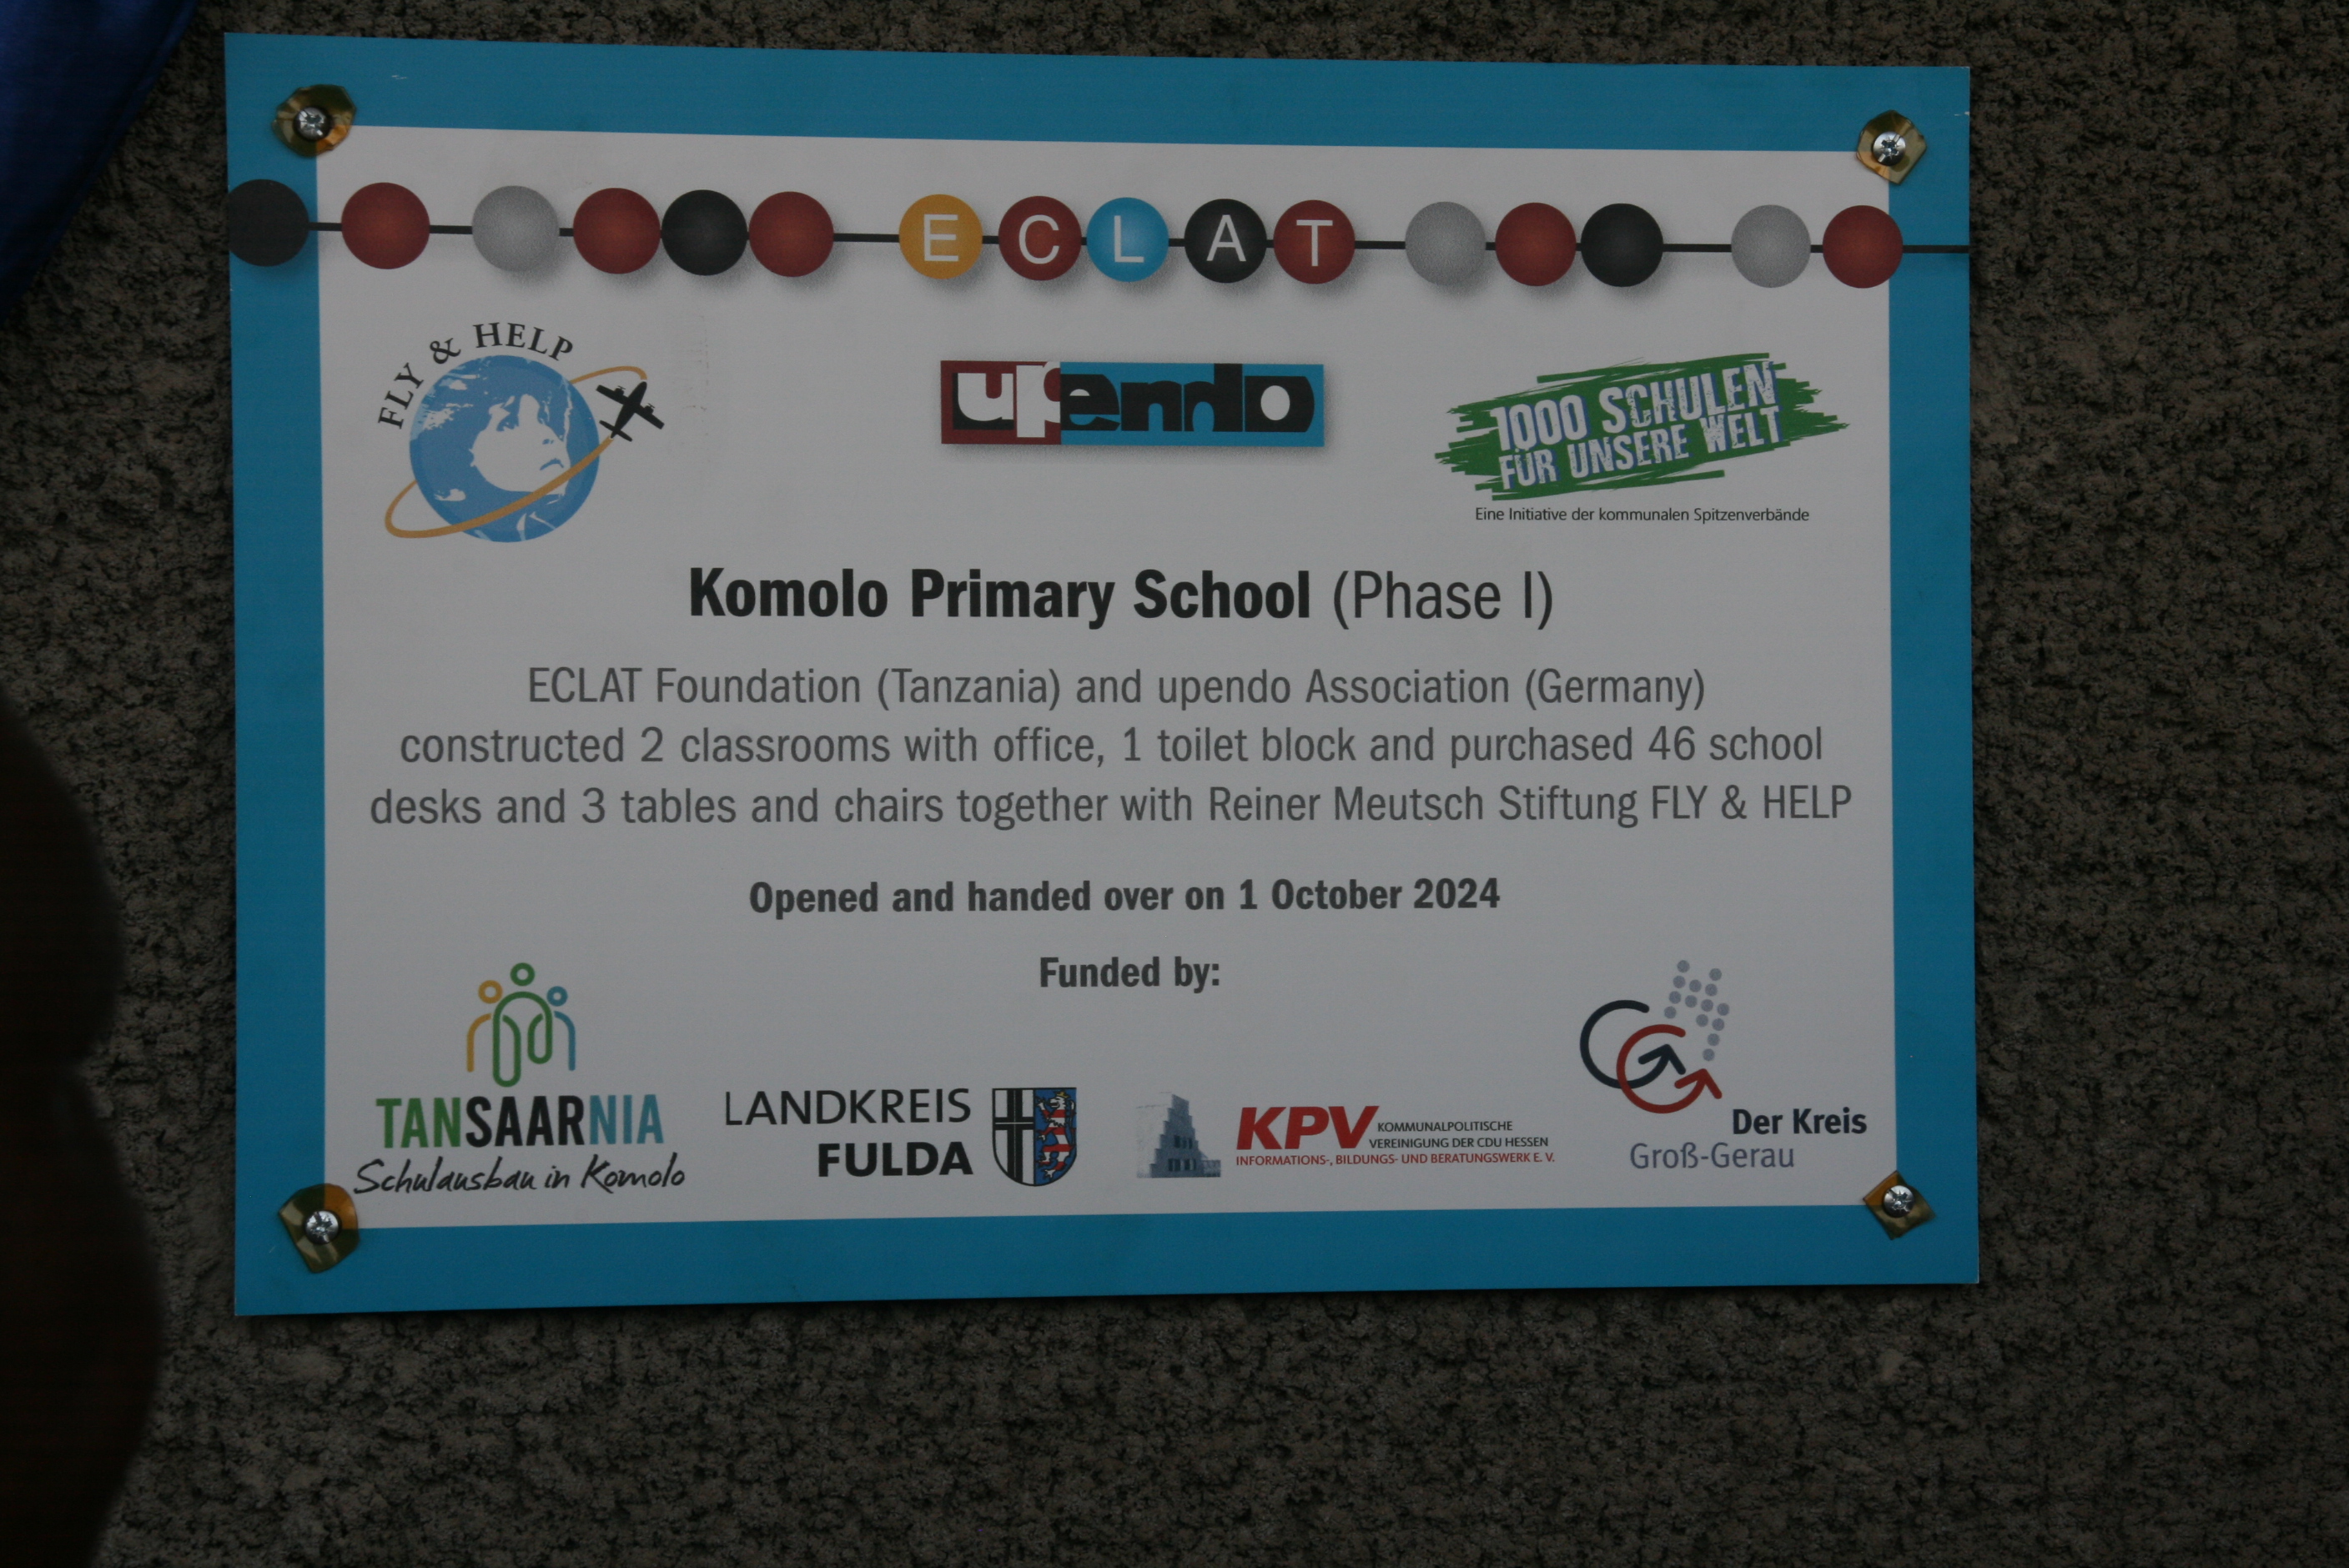 ECLAT
FLY & HELP
upendo
1000 SCHULEN
FÜR UNSERE WELT
Eine Initiative der kommunalen Spitzenverbände
Komolo Primary School (Phase I)
ECLAT Foundation (Tanzania) and upendo Association (Germany)
constructed 2 classrooms with office, 1 toilet block and purchased 46 school
desks and 3 tables and chairs together with Reiner Meutsch Stiftung FLY & HELP
Opened and handed over on 1 October 2024
Funded by:
TANSAARNIA
Schulausbau in Komolo
LANDKREIS
FULDA
KPV
KOMMUNALPOLITISCHE
VEREINIGUNG DER CDU HESSEN
INFORMATIONS-, BILDUNGS- UND BERATUNGSWERK E. V.
Der Kreis
Groß-Gerau